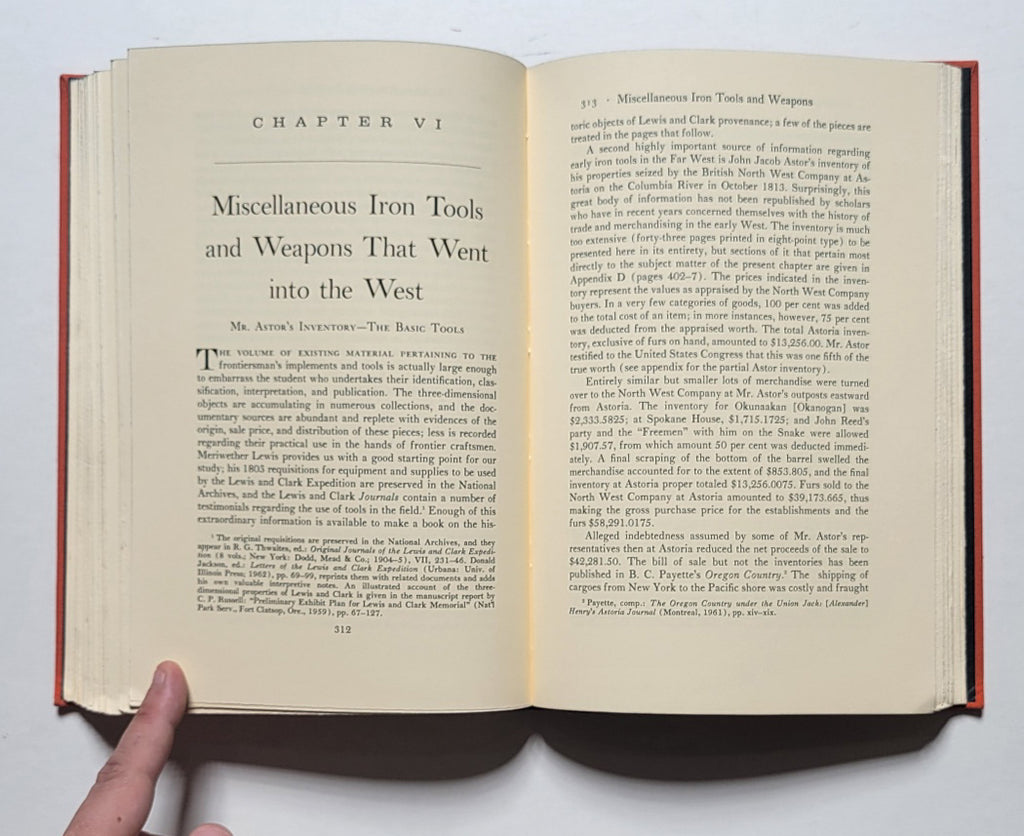 CHAPTER VI
Miscellaneous Iron Tools
and Weapons That Went
into the West
Mr. Astor's Inventory—The Basic Tools
The volume of existing material pertaining to the
frontiersman's implements and tools is actually large enough
to embarrass the student who undertakes their identification, clas-
sification, interpretation, and publication. The three-dimensional
objects are accumulating in numerous collections, and the doc-
umentary sources are abundant and replete with evidences of the
origin, sale price, and distribution of these pieces; less is recorded
regarding their practical use in the hands of frontier craftsmen.
Meriwether Lewis provides us with a good starting point for our
study; his 1803 requisitions for equipment and supplies to be used
by the Lewis and Clark Expedition are preserved in the National
Archives, and the Lewis and Clark Journals contain a number of
testimonials regarding the use of tools in the field.¹ Enough of this
extraordinary information is available to make a book on the his-
¹ The original requisitions are preserved in the National Archives, and they
appear in R. G. Thwaites, ed.: Original Journals of the Lewis and Clark Expedi-
tion (8 vols.; New York: Dodd, Mead & Co.; 1904–5), VII, 231–46. Donald
Jackson, ed.: Letters of the Lewis and Clark Expedition (Urbana: Univ. of
Illinois Press; 1962), pp. 69–99, reprints them with related documents and adds
his own valuable interpretive notes. An illustrated account of the three-
dimensional properties of Lewis and Clark is given in the manuscript report by
C. P. Russell: "Preliminary Exhibit Plan for Lewis and Clark Memorial" (Nat'l
Park Serv., Fort Clatsop, Ore., 1959), pp. 67–127.
312
313 · Miscellaneous Iron Tools and Weapons
toric objects of Lewis and Clark provenance; a few of the pieces are
treated in the pages that follow.
A second highly important source of information regarding
early iron tools in the Far West is John Jacob Astor's inventory of
his properties seized by the British North West Company at As-
toria on the Columbia River in October 1813. Surprisingly, this
great body of information has not been republished by scholars
who have in recent years concerned themselves with the history of
trade and merchandising in the early West. The inventory is much
too extensive (forty-three pages printed in eight-point type) to be
presented here in its entirety, but sections of it that pertain most
directly to the subject matter of the present chapter are given in
Appendix D (pages 402–7). The prices indicated in the inven-
tory represent the values as appraised by the North West Company
buyers. In a very few categories of goods, 100 per cent was added
to the total cost of an item; in more instances, however, 75 per cent
was deducted from the appraised worth. The total Astoria inven-
tory, exclusive of furs on hand, amounted to $13,256.00. Mr. Astor
testified to the United States Congress that this was one fifth of the
true worth (see appendix for the partial Astor inventory).
Entirely similar but smaller lots of merchandise were turned
over to the North West Company at Mr. Astor's outposts eastward
from Astoria. The inventory for Okunaakan [Okanogan] was
$2,333.5825; at Spokane House, $1,715.1725; and John Reed's
party and the "Freemen" with him on the Snake were allowed
$1,907.57, from which amount 50 per cent was deducted immedi-
ately. A final scraping of the bottom of the barrel swelled the
merchandise accounted for to the extent of $853.805, and the final
inventory at Astoria proper totaled $13,256.0075. Furs sold to the
North West Company at Astoria amounted to $39,173.665, thus
making the gross purchase price for the establishments and the
furs $58,291.0175.
Alleged indebtedness assumed by some of Mr. Astor's rep-
resentatives then at Astoria reduced the net proceeds of the sale to
$42,281.50. The bill of sale but not the inventories has been
published in B. C. Payette's Oregon Country.² The shipping of
cargoes from New York to the Pacific shore was costly and fraught
² Payette, comp.: The Oregon Country under the Union Jack: [Alexander]
Henry's Astoria Journal (Montreal, 1961), pp. xiv–xix.